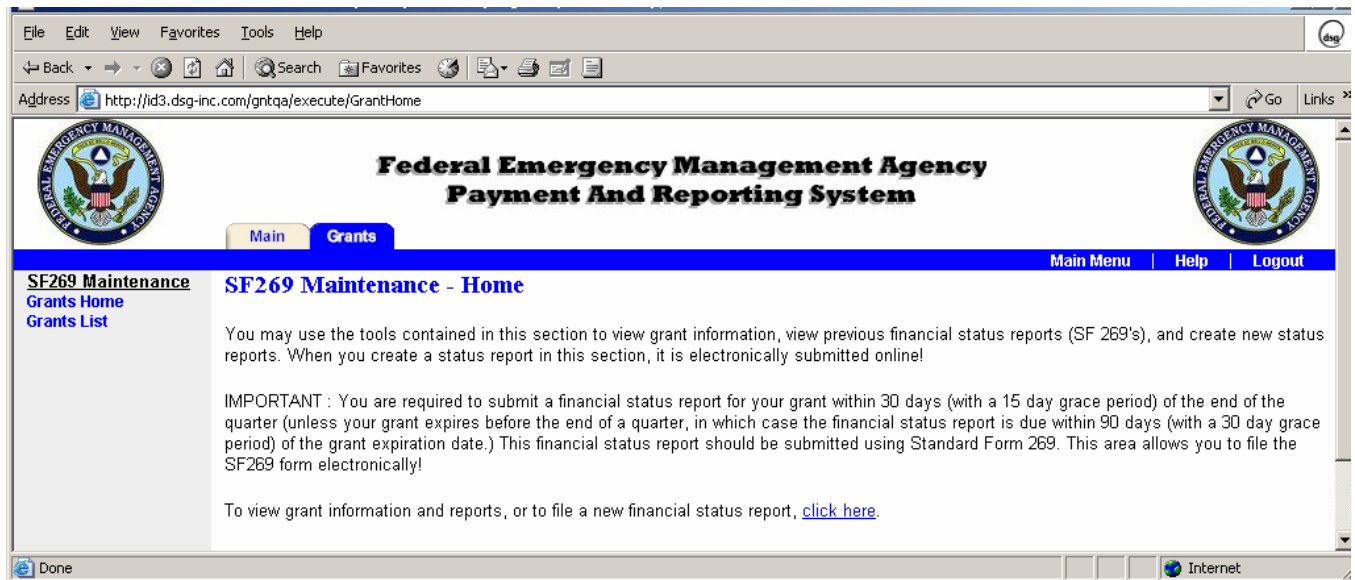 File Edit View Favorites Tools Help
dsg
Back Search Favorites
Address http://id3.dsg-inc.com/gntqa/execute/GrantHome Go Links »
Federal Emergency Management Agency
Payment And Reporting System
FEDERAL EMERGENCY MANAGEMENT AGENCY
FEDERAL EMERGENCY MANAGEMENT AGENCY
Main Grants
Main Menu | Help | Logout
SF269 Maintenance
Grants Home
Grants List
SF269 Maintenance - Home
You may use the tools contained in this section to view grant information, view previous financial status reports (SF 269's), and create new status
reports. When you create a status report in this section, it is electronically submitted online!
IMPORTANT : You are required to submit a financial status report for your grant within 30 days (with a 15 day grace period) of the end of the
quarter (unless your grant expires before the end of a quarter, in which case the financial status report is due within 90 days (with a 30 day grace
period) of the grant expiration date.) This financial status report should be submitted using Standard Form 269. This area allows you to file the
SF269 form electronically!
To view grant information and reports, or to file a new financial status report, click here.
Done Internet